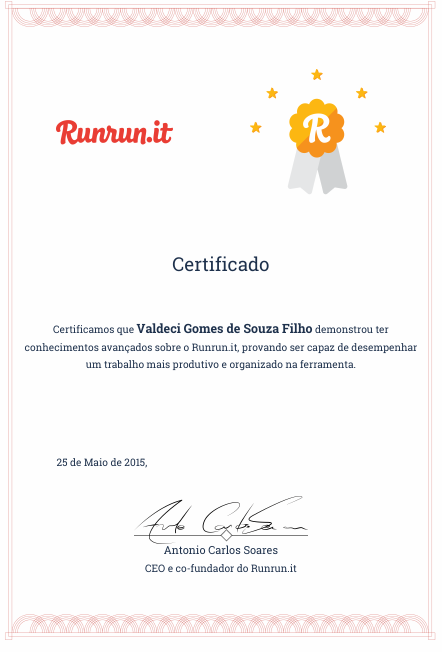 Runrun.it
R
Certificado
Certificamos que Valdeci Gomes de Souza Filho demonstrou ter
conhecimentos avançados sobre o Runrun.it, provando ser capaz de desempenhar
um trabalho mais produtivo e organizado na ferramenta.
25 de Maio de 2015,
Antonio Carlos Soares
CEO e co-fundador do Runrun.it